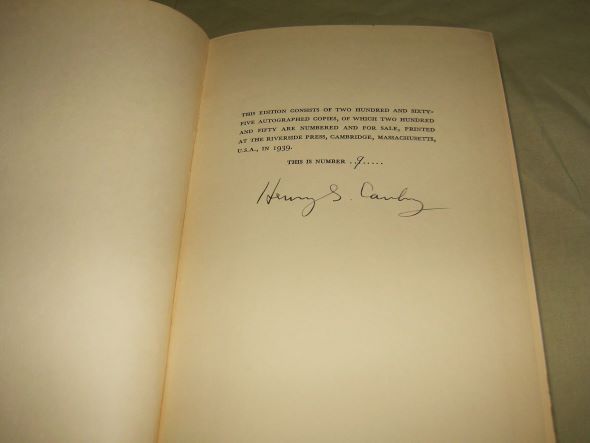 THIS EDITION CONSISTS OF TWO HUNDRED AND SIXTY-
FIVE AUTOGRAPHED COPIES, OF WHICH TWO HUNDRED
AND FIFTY ARE NUMBERED AND FOR SALE, PRINTED
AT THE RIVERSIDE PRESS, CAMBRIDGE, MASSACHUSETTS,
U.S.A., IN 1939.
THIS IS NUMBER ..9.....
Henry S. Canby